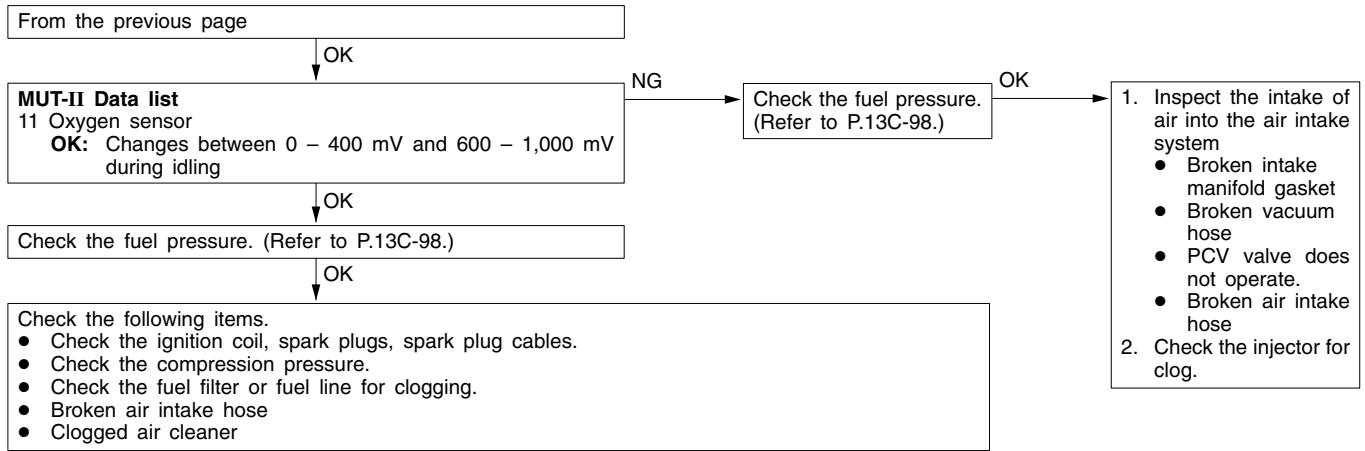 From the previous page
OK
MUT-II Data list
11 Oxygen sensor
OK: Changes between 0 – 400 mV and 600 – 1,000 mV
during idling
NG
Check the fuel pressure.
(Refer to P.13C-98.)
OK
1. Inspect the intake of
air into the air intake
system
● Broken intake
manifold gasket
● Broken vacuum
hose
● PCV valve does
not operate.
● Broken air intake
hose
2. Check the injector for
clog.
OK
Check the fuel pressure. (Refer to P.13C-98.)
OK
Check the following items.
● Check the ignition coil, spark plugs, spark plug cables.
● Check the compression pressure.
● Check the fuel filter or fuel line for clogging.
● Broken air intake hose
● Clogged air cleaner